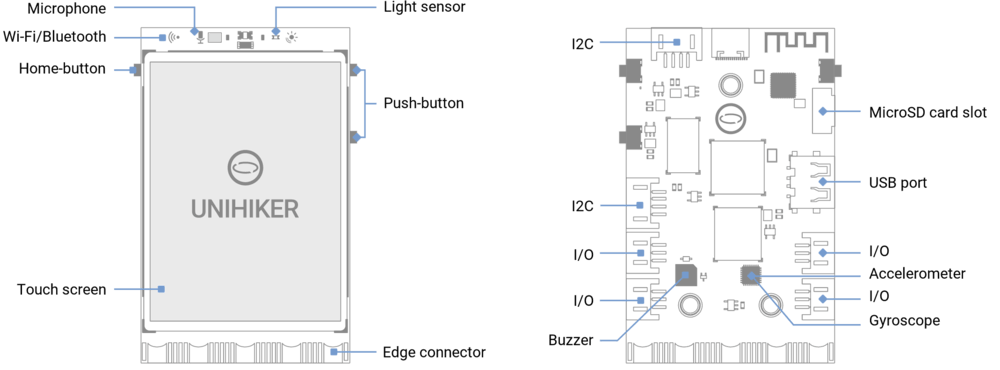 Microphone
Light sensor
Wi-Fi/Bluetooth
Home-button
Push-button
UNIHIKER
Touch screen
Edge connector
I2C
MicroSD card slot
USB port
I2C
I/O
I/O
Accelerometer
I/O
I/O
Gyroscope
Buzzer